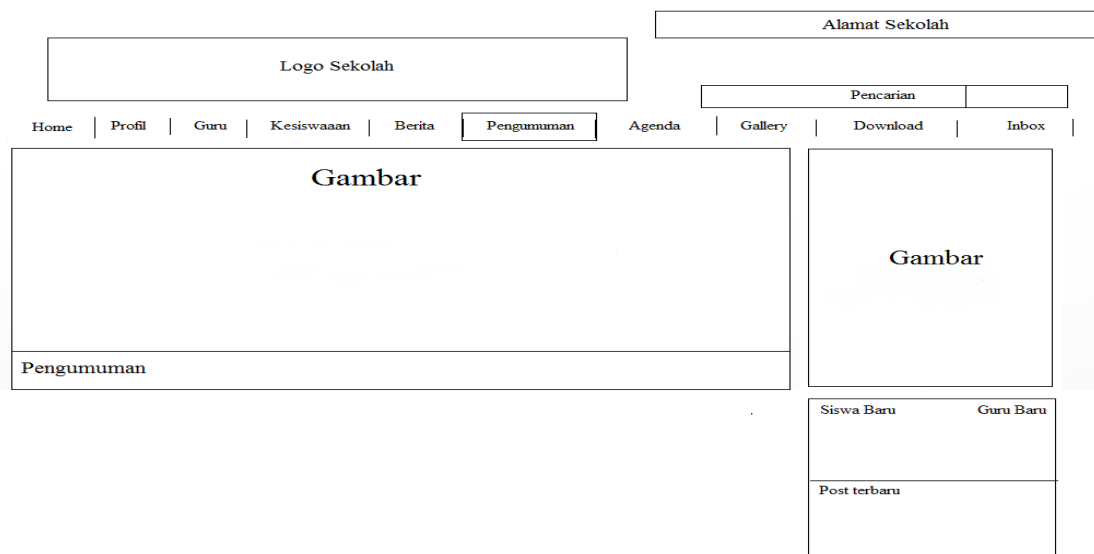 Alamat Sekolah
Logo Sekolah
Pencarian
Home Profil Guru Kesiswaaan Berita Pengumuman Agenda Gallery Download Inbox
Gambar
Gambar
Pengumuman
Siswa Baru Guru Baru
Post terbaru